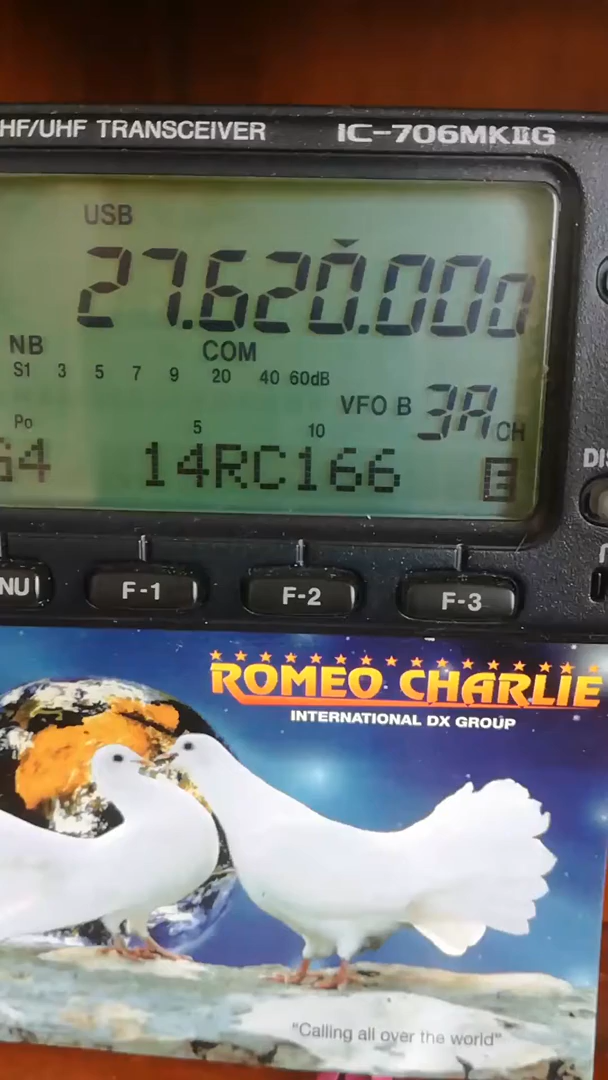 HF/UHF TRANSCEIVER IC-706MKIIG
USB
27.620.000
NB COM
S1 3 5 7 9 20 40 60dB
VFO B 3A CH
Po 5 10
G4 14RC166 E
NU F-1 F-2 F-3
DIS
ROMEO CHARLIE
INTERNATIONAL DX GROUP
"Calling all over the world"